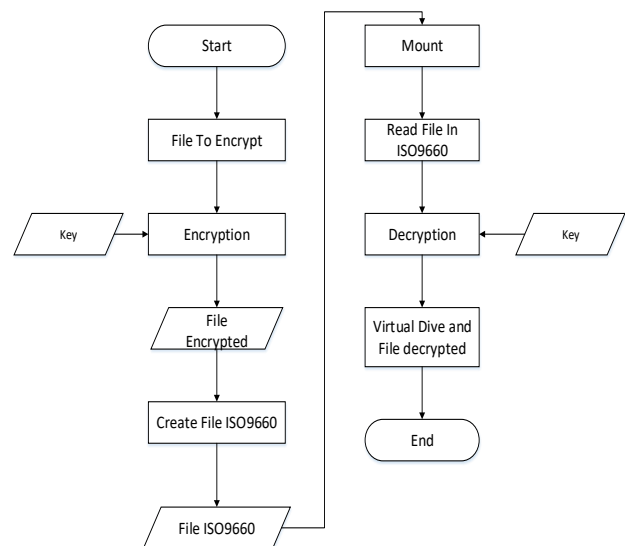 Start
File To Encrypt
Key
Encryption
File
Encrypted
Create File ISO9660
File ISO9660
Mount
Read File In
ISO9660
Decryption
Key
Virtual Dive and
File decrypted
End